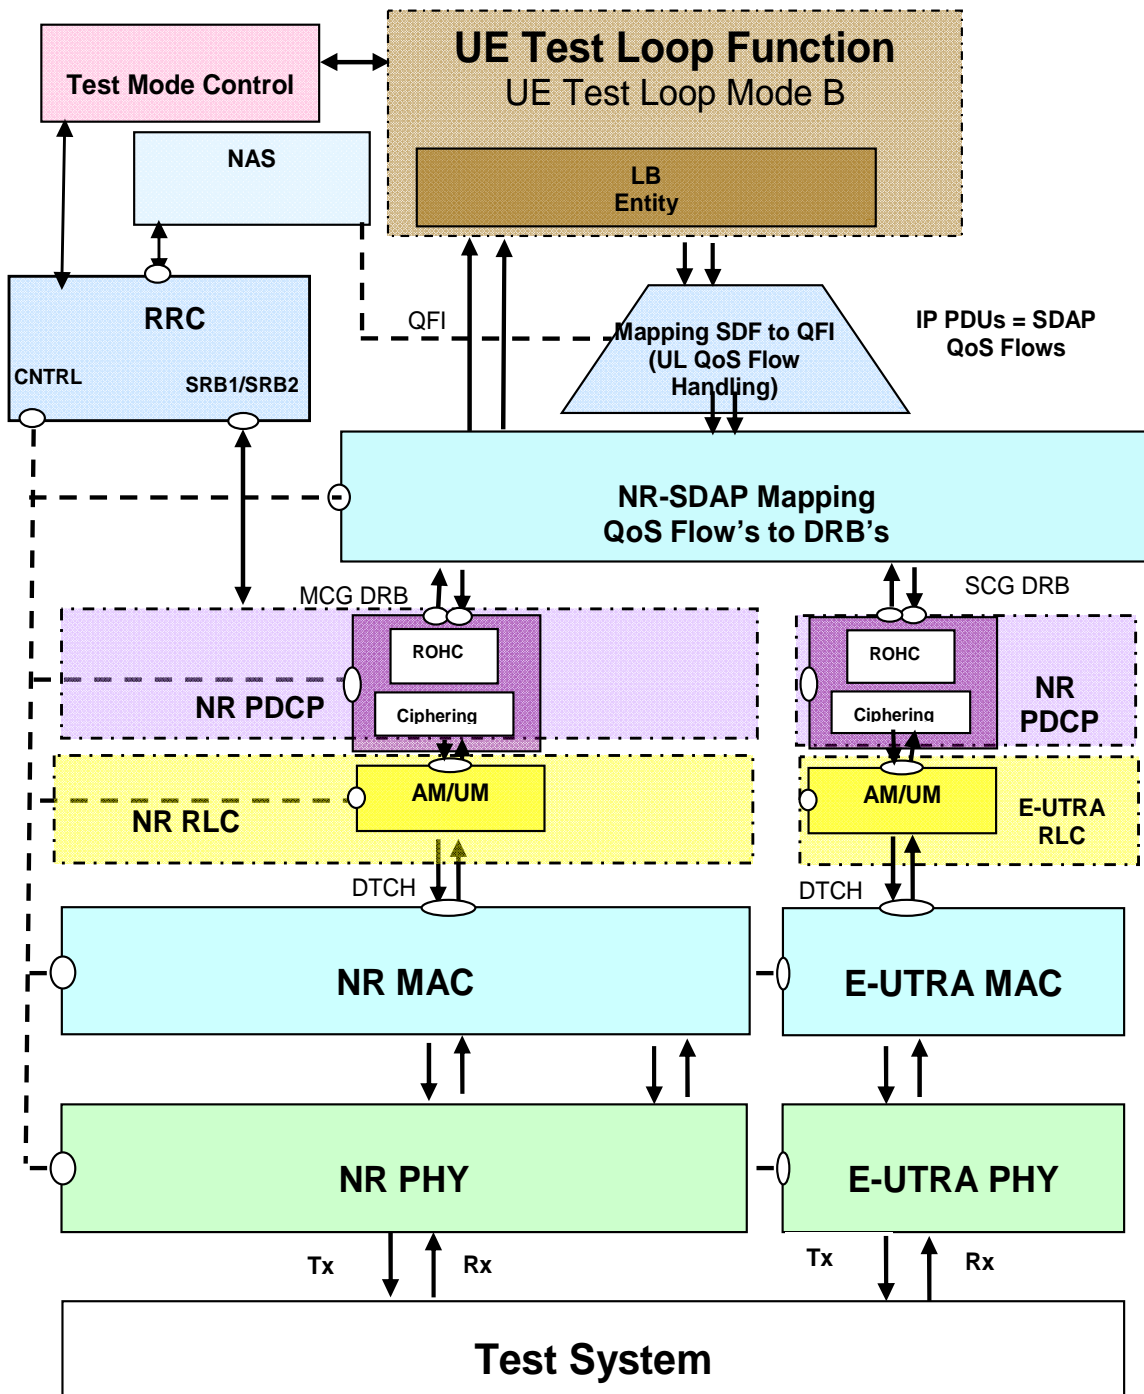 UE Test Loop Function
UE Test Loop Mode B
Test Mode Control
NAS
LB
Entity
RRC
CNTRL
SRB1/SRB2
QFI
Mapping SDF to QFI
(UL QoS Flow
Handling)
IP PDUs = SDAP
QoS Flows
NR-SDAP Mapping
QoS Flow's to DRB's
MCG DRB
SCG DRB
ROHC
Ciphering
NR PDCP
ROHC
Ciphering
NR
PDCP
AM/UM
NR RLC
AM/UM
E-UTRA
RLC
DTCH
DTCH
NR MAC
E-UTRA MAC
NR PHY
E-UTRA PHY
Tx
Rx
Tx
Rx
Test System